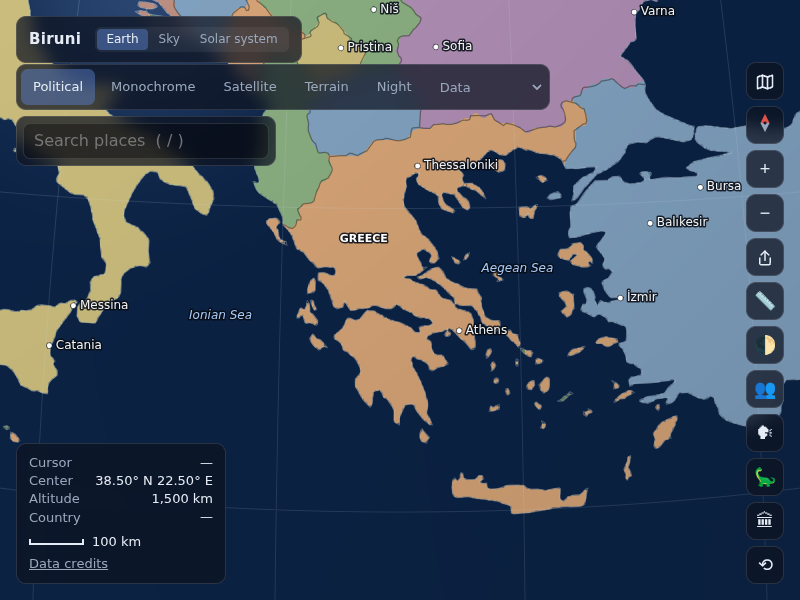 Niš
Varna
Biruni
Earth
Sky
Solar system
Pristina
Sofia
Political
Monochrome
Satellite
Terrain
Night
Data
Search places ( / )
Thessaloniki
Bursa
Balıkesir
GREECE
Aegean Sea
İzmir
Messina
Ionian Sea
Athens
Catania
Cursor —
Center 38.50° N 22.50° E
Altitude 1,500 km
Country —
100 km
Data credits